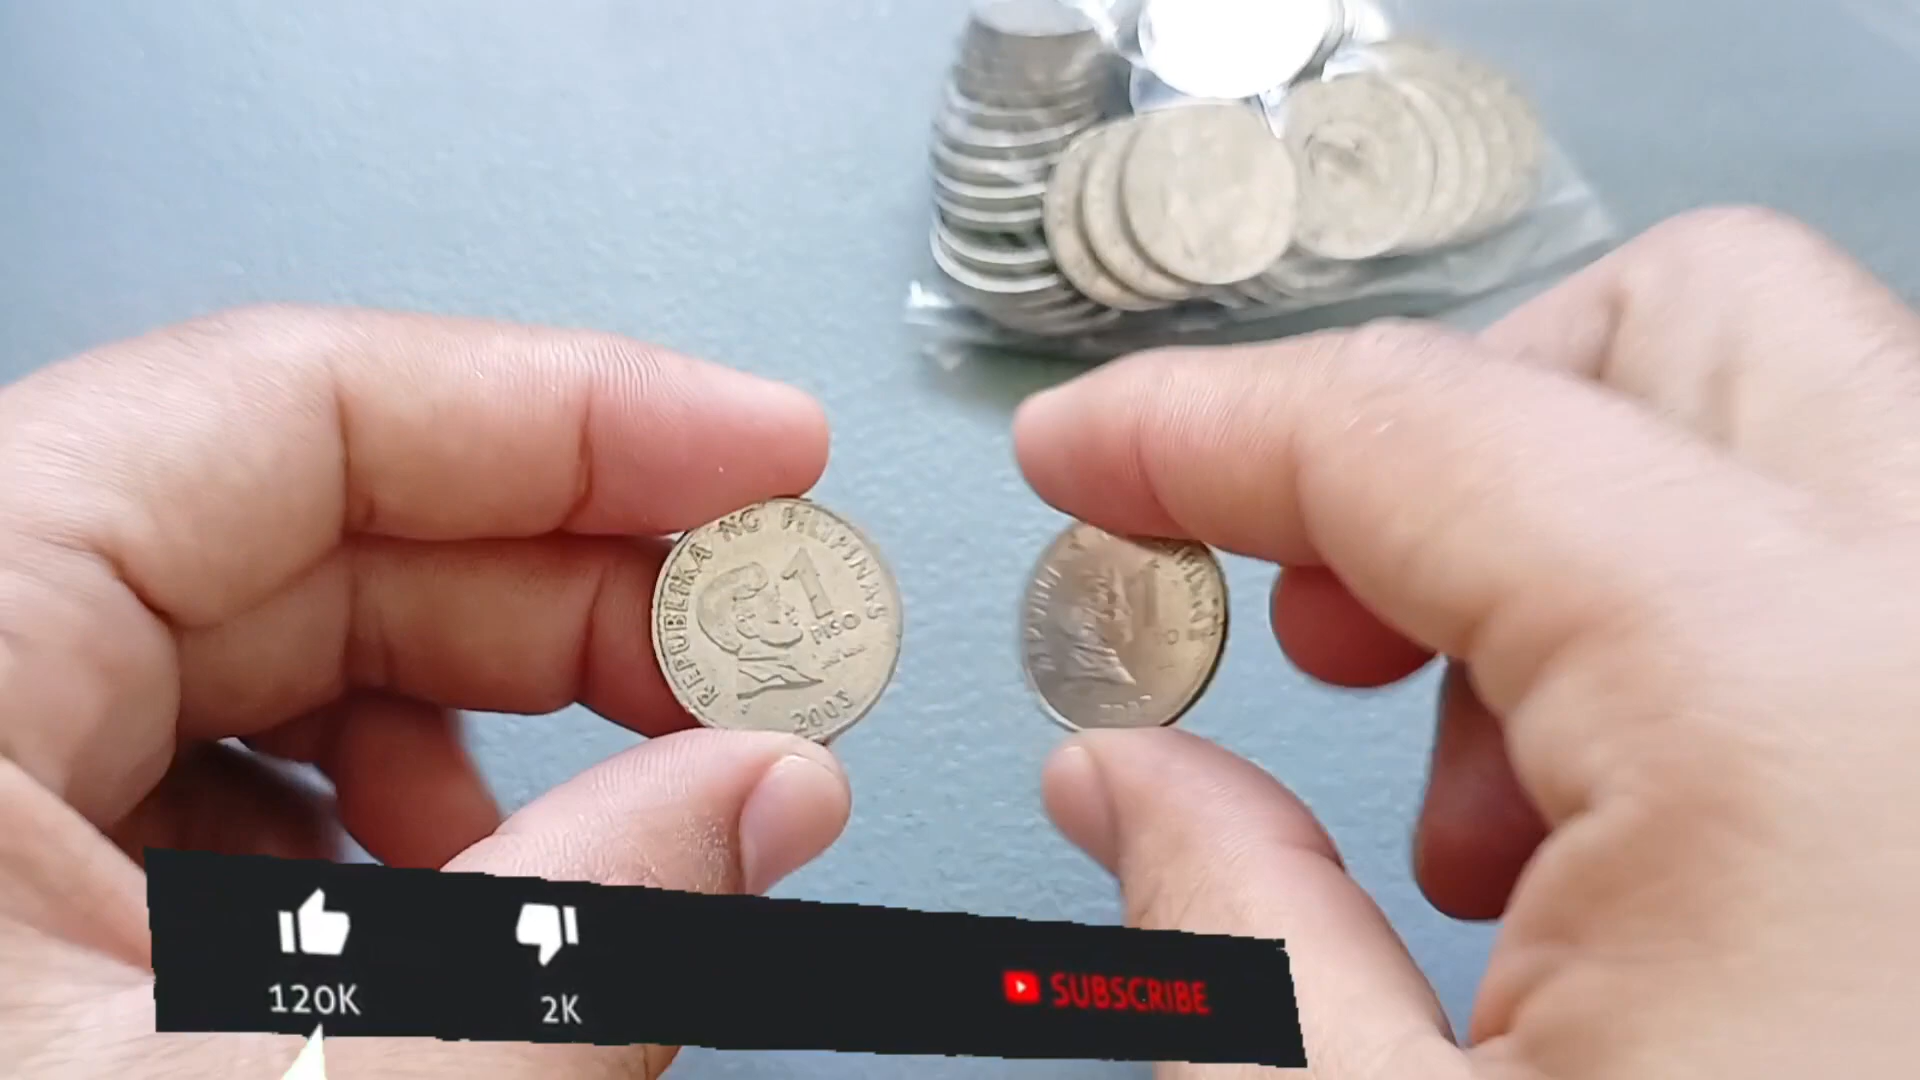 REPUBLIKA NG PILIPINAS
1
PISO
2003
120K
2K
SUBSCRIBE